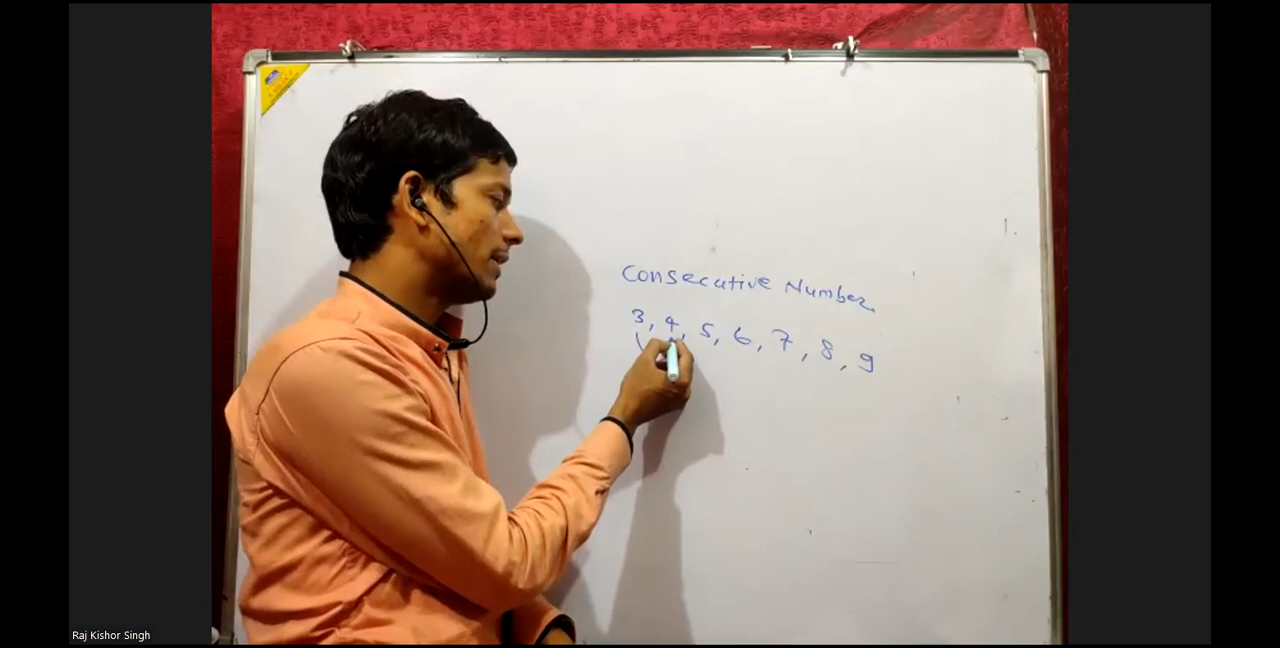 Consecutive Number
3, 4, 5, 6, 7, 8, 9
Raj Kishor Singh